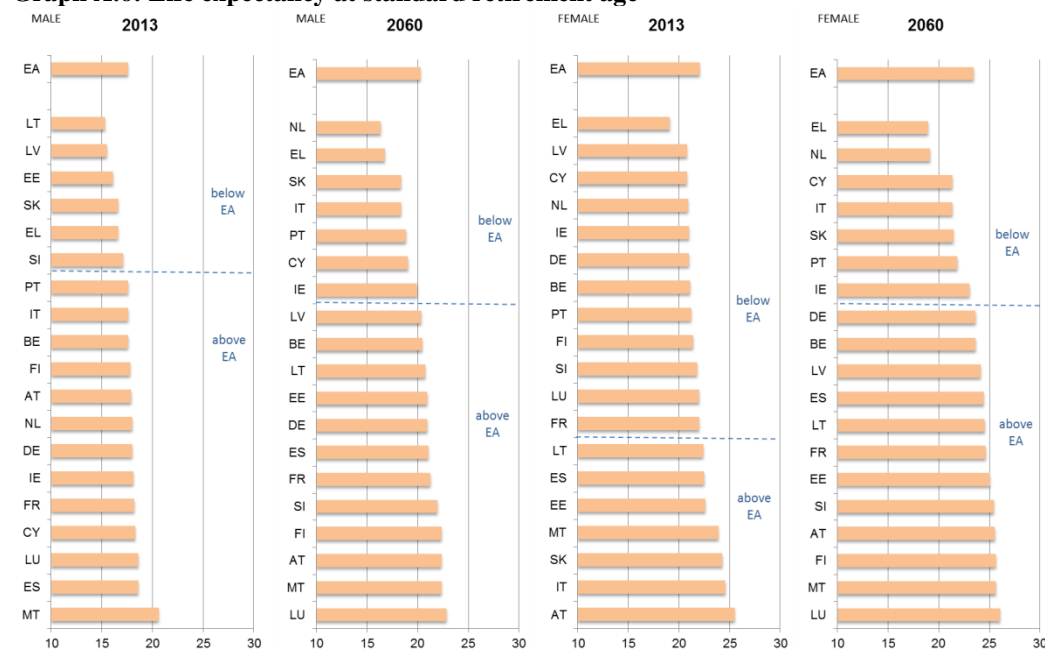 Graph Life expectancy at standard retirement age
MALE
2013
EA
LT
LV
EE
SK
EL
SI
PT
IT
BE
FI
AT
NL
DE
IE
FR
CY
LU
ES
MT
below
EA
above
EA
10 15 20 25 30
MALE
2060
EA
NL
EL
SK
IT
PT
CY
IE
LV
BE
LT
EE
DE
ES
FR
SI
FI
AT
MT
LU
below
EA
above
EA
10 15 20 25 30
FEMALE
2013
EA
EL
LV
CY
NL
IE
DE
BE
PT
FI
SI
LU
FR
LT
ES
EE
MT
SK
IT
AT
below
EA
above
EA
10 15 20 25 30
FEMALE
2060
EA
EL
NL
CY
IT
SK
PT
IE
DE
BE
LV
ES
LT
FR
EE
SI
AT
FI
MT
LU
below
EA
above
EA
10 15 20 25 30